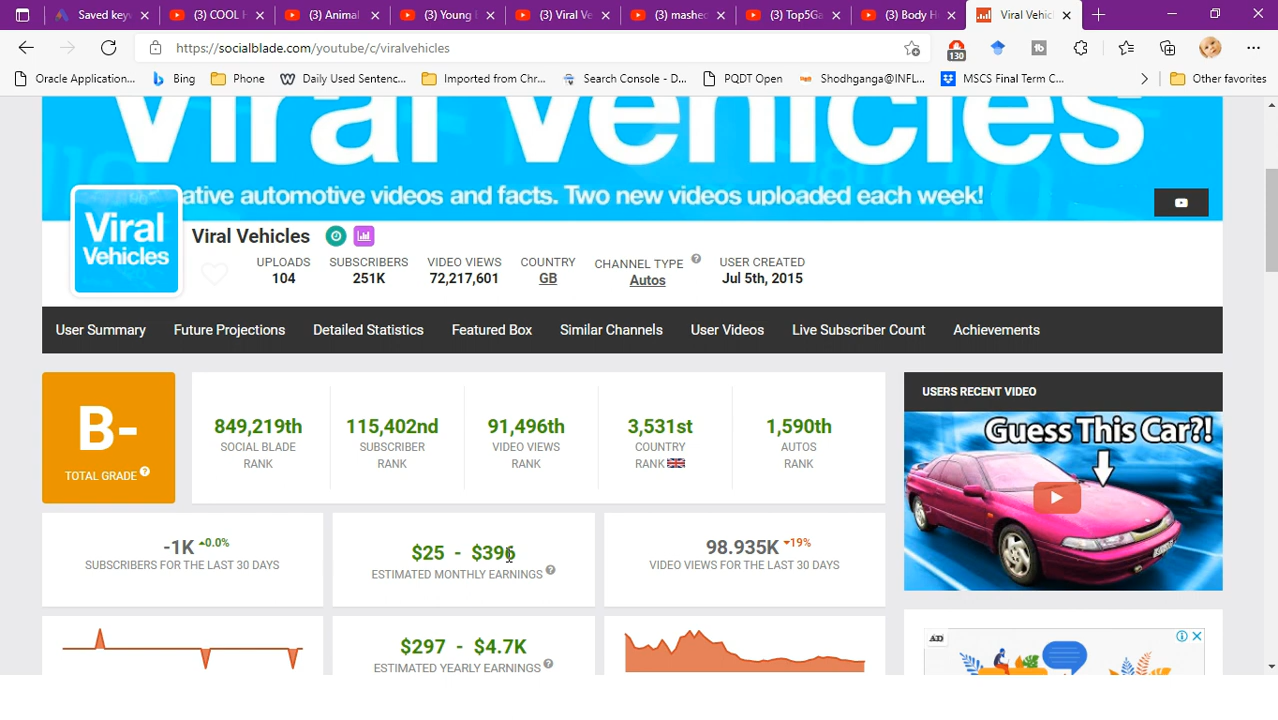 Saved key
(3) COOL H
(3) Animal
(3) Young
(3) Viral Ve
(3) mashed
(3) Top5Ga
(3) Body H
Viral Vehicl
https://socialblade.com/youtube/c/viralvehicles
130
Oracle Application...
Bing
Phone
Daily Used Sentenc...
Imported from Chr...
Search Console - D...
PQDT Open
Shodhganga@INFL...
MSCS Final Term C...
Other favorites
Viral Vehicles
ative automotive videos and facts. Two new videos uploaded each week!
Viral
Vehicles
Viral Vehicles
UPLOADS
104
SUBSCRIBERS
251K
VIDEO VIEWS
72,217,601
COUNTRY
GB
CHANNEL TYPE
Autos
USER CREATED
Jul 5th, 2015
User Summary
Future Projections
Detailed Statistics
Featured Box
Similar Channels
User Videos
Live Subscriber Count
Achievements
B-
TOTAL GRADE
849,219th
SOCIAL BLADE
RANK
115,402nd
SUBSCRIBER
RANK
91,496th
VIDEO VIEWS
RANK
3,531st
COUNTRY
RANK
1,590th
AUTOS
RANK
USERS RECENT VIDEO
Guess This Car?!
-1K 0.0%
SUBSCRIBERS FOR THE LAST 30 DAYS
$25 - $396
ESTIMATED MONTHLY EARNINGS
98.935K 19%
VIDEO VIEWS FOR THE LAST 30 DAYS
$297 - $4.7K
ESTIMATED YEARLY EARNINGS
AD